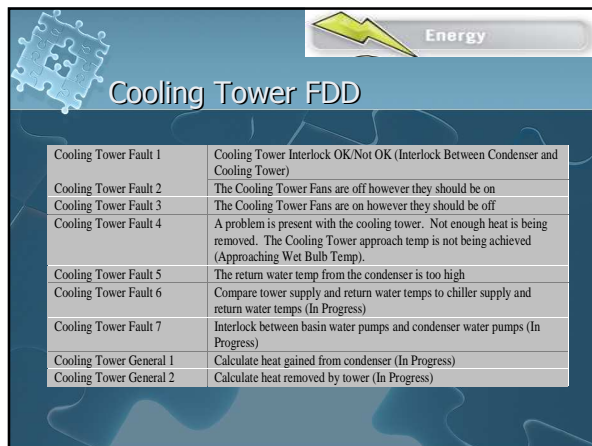 Energy
Cooling Tower FDD
Cooling Tower Fault 1
Cooling Tower Interlock OK/Not OK (Interlock Between Condenser and
Cooling Tower)
Cooling Tower Fault 2
The Cooling Tower Fans are off however they should be on
Cooling Tower Fault 3
The Cooling Tower Fans are on however they should be off
Cooling Tower Fault 4
A problem is present with the cooling tower. Not enough heat is being
removed. The Cooling Tower approach temp is not being achieved
(Approaching Wet Bulb Temp).
Cooling Tower Fault 5
The return water temp from the condenser is too high
Cooling Tower Fault 6
Compare tower supply and return water temps to chiller supply and
return water temps (In Progress)
Cooling Tower Fault 7
Interlock between basin water pumps and condenser water pumps (In
Progress)
Cooling Tower General 1
Calculate heat gained from condenser (In Progress)
Cooling Tower General 2
Calculate heat removed by tower (In Progress)